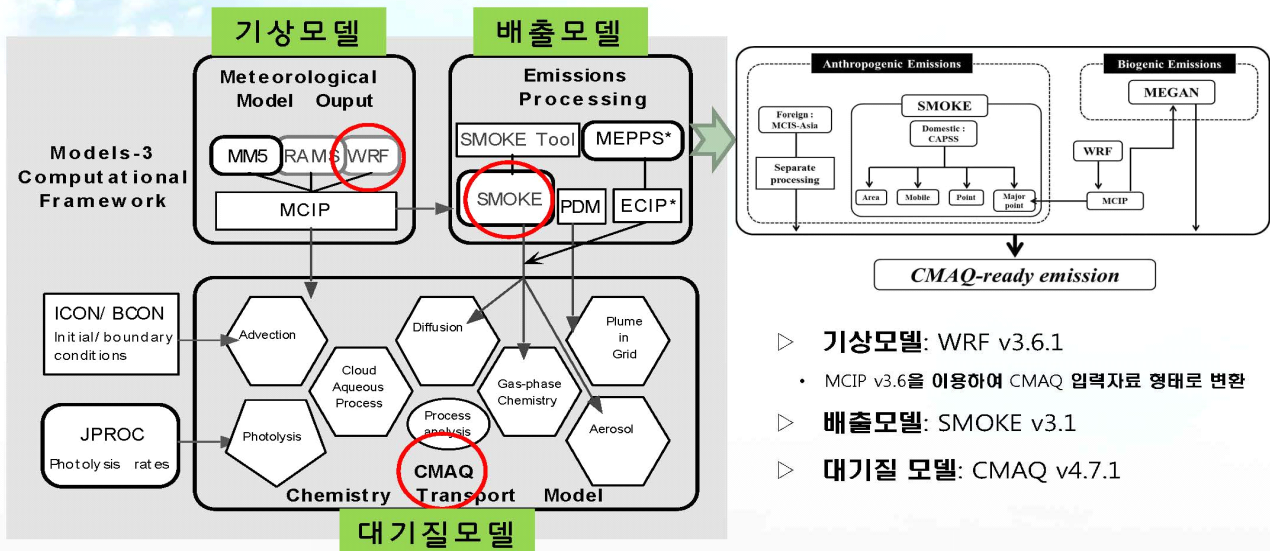 기상모델
배출모델
Meteorological
Model Ouput
MM5
RAMS
WRF
MCIP
Emissions
Processing
SMOKE Tool
MEPPS*
SMOKE
PDM
ECIP*
Models-3
Computational
Framework
ICON/ BCON
Initial/ boundary
conditions
JPROC
Photolysis rates
Advection
Diffusion
Plume
in
Grid
Cloud
Aqueous
Process
Gas-phase
Chemistry
Process
analysis
Photolysis
Aerosol
CMAQ
Chemistry Transport Model
대기질모델
Anthropogenic Emissions
Biogenic Emissions
Foreign :
MCIS-Asia
Separate
processing
SMOKE
Domestic :
CAPSS
Area
Mobile
Point
Major
point
MEGAN
WRF
MCIP
CMAQ-ready emission
▷ 기상모델: WRF v3.6.1
• MCIP v3.6을 이용하여 CMAQ 입력자료 형태로 변환
▷ 배출모델: SMOKE v3.1
▷ 대기질 모델: CMAQ v4.7.1